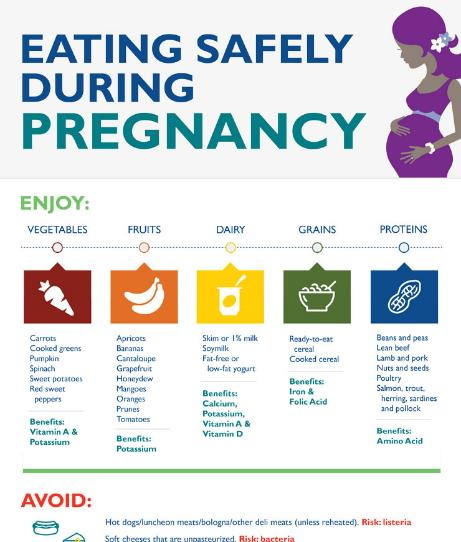 EATING SAFELY
DURING
PREGNANCY
ENJOY:
VEGETABLES
Carrots
Cooked greens
Pumpkin
Spinach
Sweet potatoes
Red sweet
peppers
Benefits:
Vitamin A &
Potassium
FRUITS
Apricots
Bananas
Cantaloupe
Grapefruit
Honeydew
Mangoes
Oranges
Prunes
Tomatoes
Benefits:
Potassium
DAIRY
Skim or 1% milk
Soymilk
Fat-free or
low-fat yogurt
Benefits:
Calcium,
Potassium,
Vitamin A &
Vitamin D
GRAINS
Ready-to-eat
cereal
Cooked cereal
Benefits:
Iron &
Folic Acid
PROTEINS
Beans and peas
Lean beef
Lamb and pork
Nuts and seeds
Poultry
Salmon, trout,
herring, sardines
and pollock
Benefits:
Amino Acid
AVOID:
Hot dogs/luncheon meats/bologna/other deli meats (unless reheated). Risk: listeria
Soft cheeses that are unpasteurized. Risk: bacteria